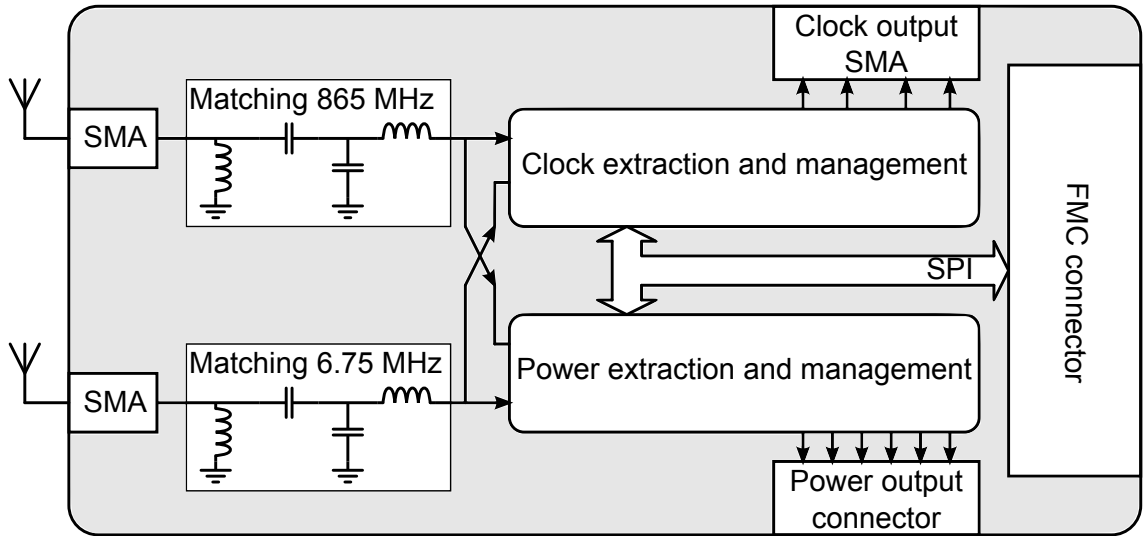 Clock output
SMA
Matching 865 MHz
SMA
Clock extraction and management
FMC connector
SPI
Matching 6.75 MHz
SMA
Power extraction and management
Power output
connector